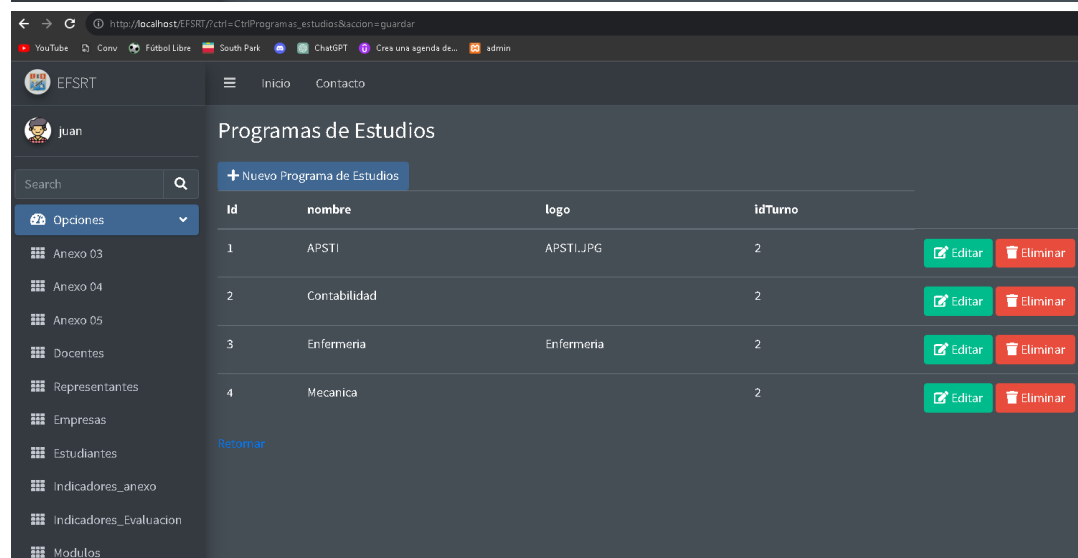 http://localhost/EFSRT/?ctrl=CtrlProgramas_estudios&accion=guardar
YouTube Conv Fútbol Libre South Park ChatGPT Crea una agenda de... admin
EFSRT Inicio Contacto
juan
Programas de Estudios
Nuevo Programa de Estudios
Search
Id nombre logo idTurno
Opciones
1 APSTI APSTI.JPG 2 Editar Eliminar
Anexo 03
Anexo 04
2 Contabilidad 2 Editar Eliminar
Anexo 05
3 Enfermeria Enfermeria 2 Editar Eliminar
Docentes
Representantes
4 Mecanica 2 Editar Eliminar
Empresas
Retornar
Estudiantes
Indicadores_anexo
Indicadores_Evaluacion
Modulos